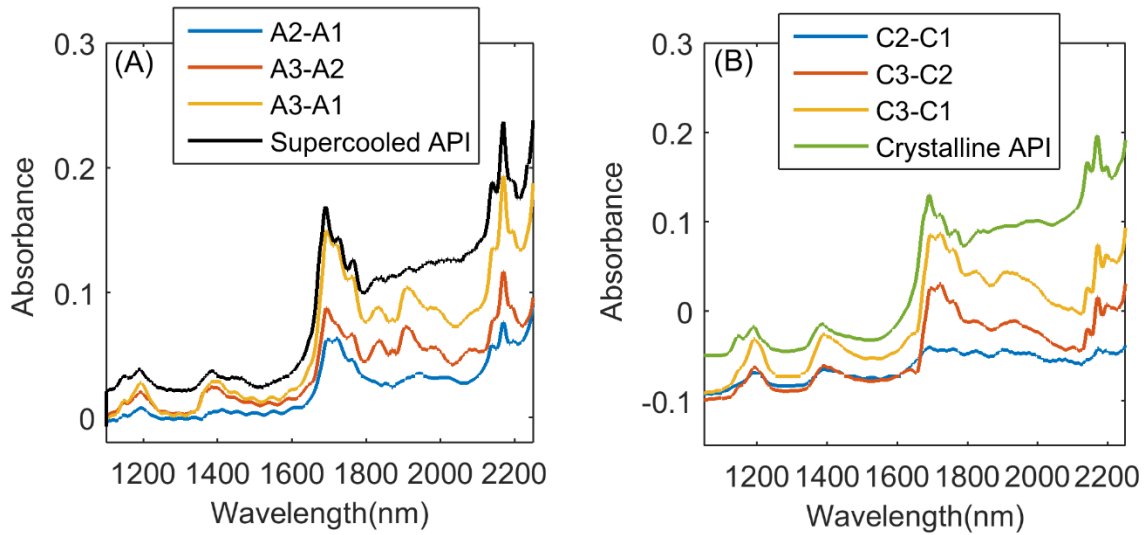 (A)
A2-A1
A3-A2
A3-A1
Supercooled API
0.3
0.2
0.1
0
Absorbance
1200 1400 1600 1800 2000 2200
Wavelength(nm)
(B)
C2-C1
C3-C2
C3-C1
Crystalline API
0.3
0.2
0.1
0
-0.1
Absorbance
1200 1400 1600 1800 2000 2200
Wavelength(nm)